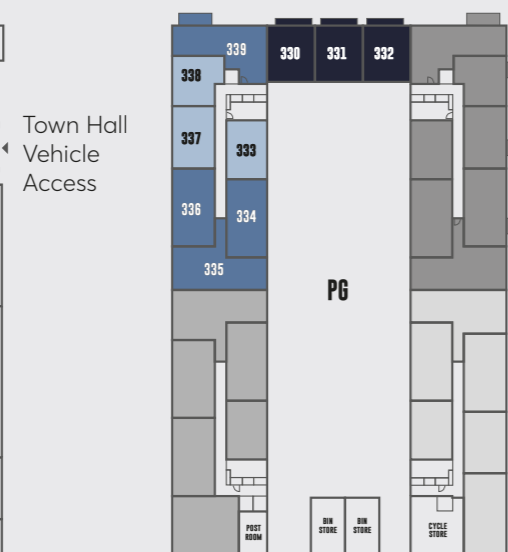 339
330
331
332
338
Town Hall
Vehicle
Access
337
333
336
334
335
PG
POST
ROOM
BIN
STORE
BIN
STORE
CYCLE
STORE